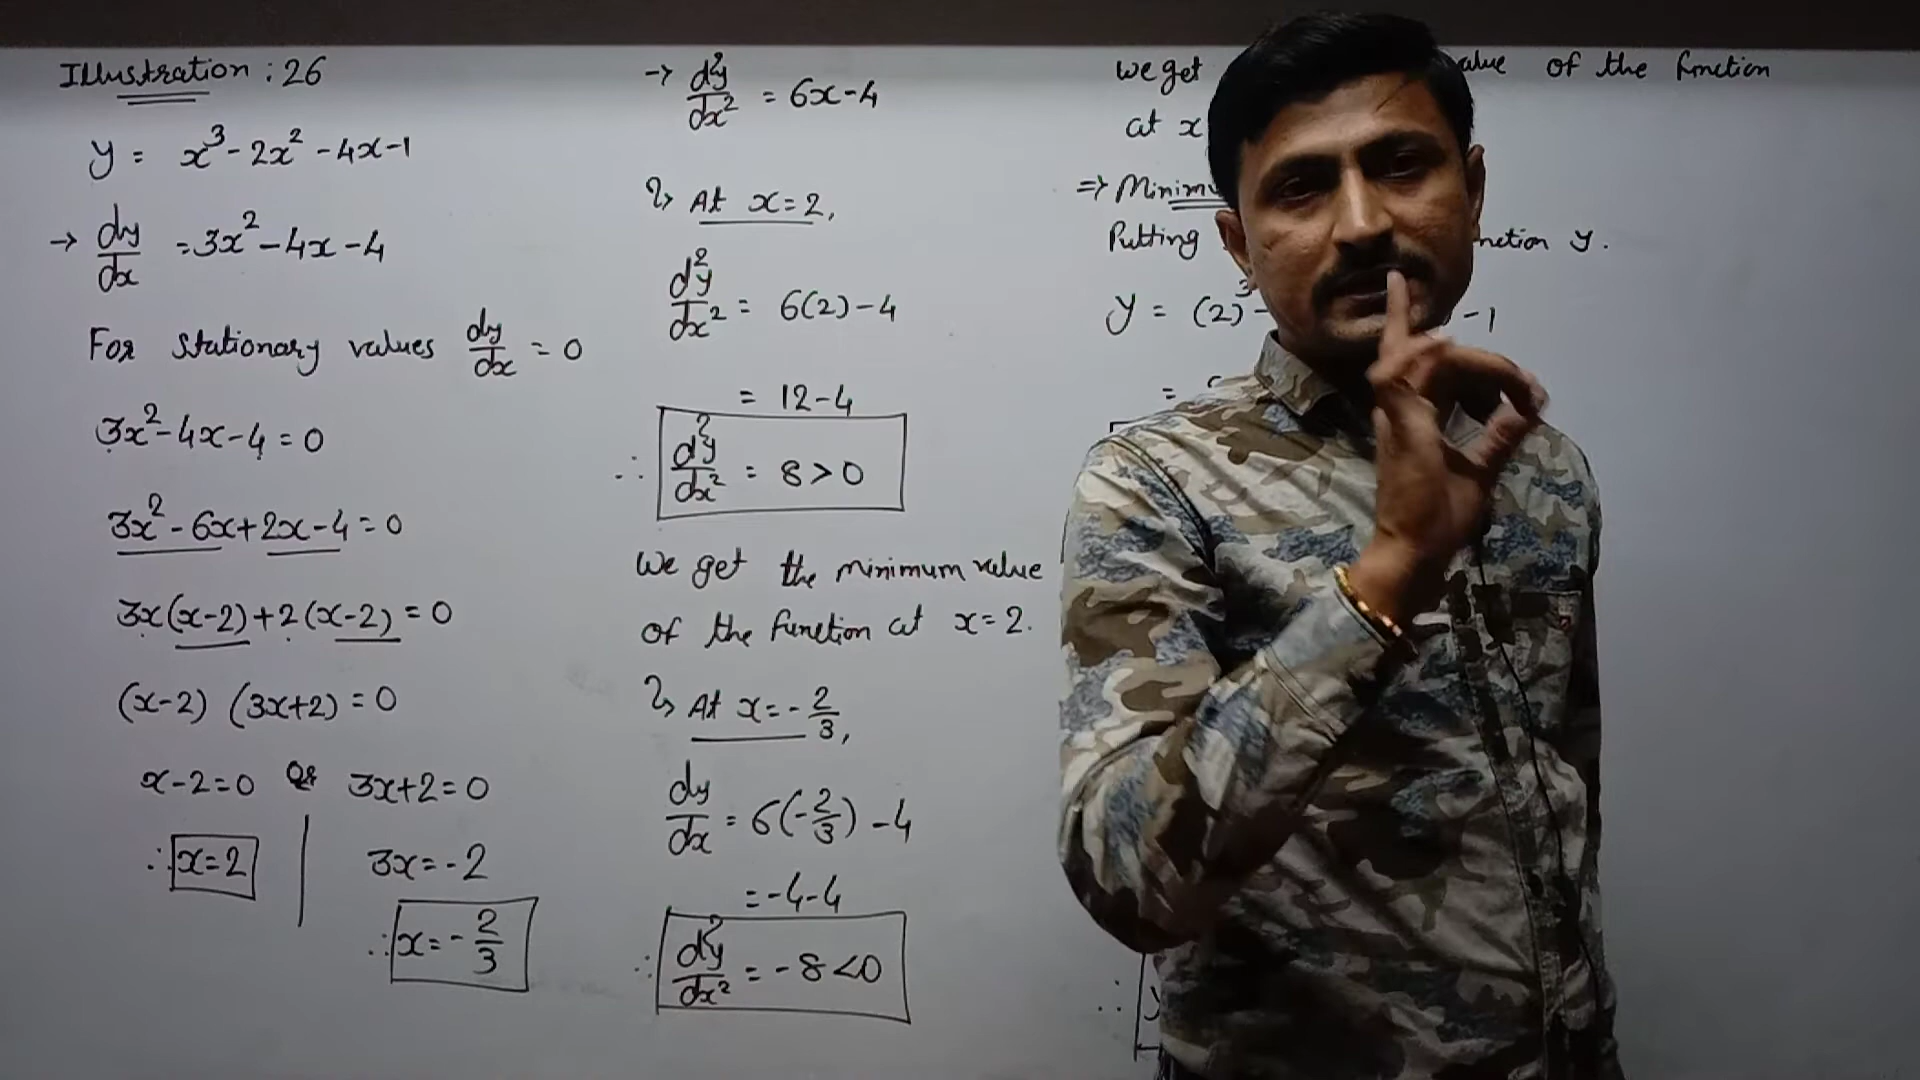 Illustration : 26
y = x³ - 2x² - 4x - 1
→ dy/dx = 3x² - 4x - 4
For stationary values dy/dx = 0
3x² - 4x - 4 = 0
3x² - 6x + 2x - 4 = 0
3x(x-2) + 2(x-2) = 0
(x-2) (3x+2) = 0
x-2=0 Or 3x+2=0
∴ x=2
3x = -2
∴ x = -2/3
→ d²y/dx² = 6x - 4
→ At x=2,
d²y/dx² = 6(2) - 4
= 12 - 4
∴ d²y/dx² = 8 > 0
We get the minimum value
of the function at x=2.
→ At x = -2/3,
dy/dx = 6(-2/3) - 4
= -4-4
∴ d²y/dx² = -8 < 0
We get of the function
at x
⇒
Putting y.
y = (2)³ - - 1
=
∴ y